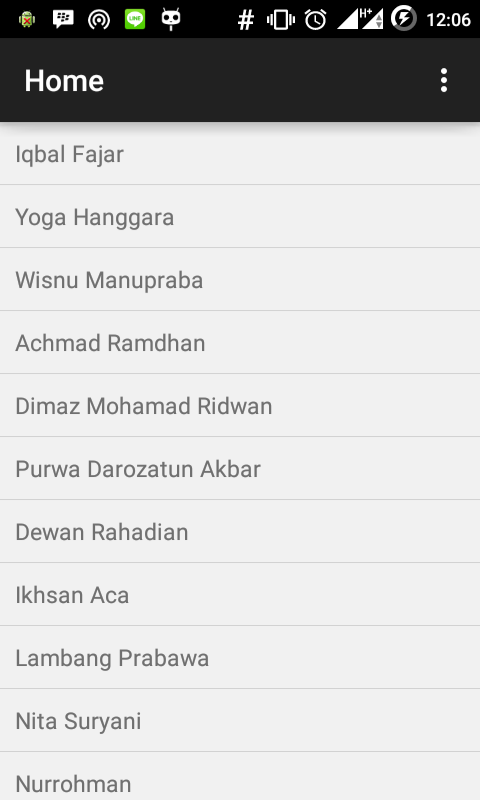 # H+ 12:06
Home
Iqbal Fajar
Yoga Hanggara
Wisnu Manupraba
Achmad Ramdhan
Dimaz Mohamad Ridwan
Purwa Darozatun Akbar
Dewan Rahadian
Ikhsan Aca
Lambang Prabawa
Nita Suryani
Nurrohman